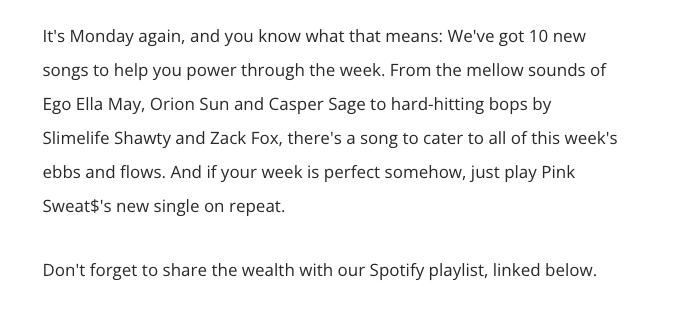 It's Monday again, and you know what that means: We've got 10 new
songs to help you power through the week. From the mellow sounds of
Ego Ella May, Orion Sun and Casper Sage to hard-hitting bops by
Slimelife Shawty and Zack Fox, there's a song to cater to all of this week's
ebbs and flows. And if your week is perfect somehow, just play Pink
Sweat$'s new single on repeat.
Don't forget to share the wealth with our Spotify playlist, linked below.